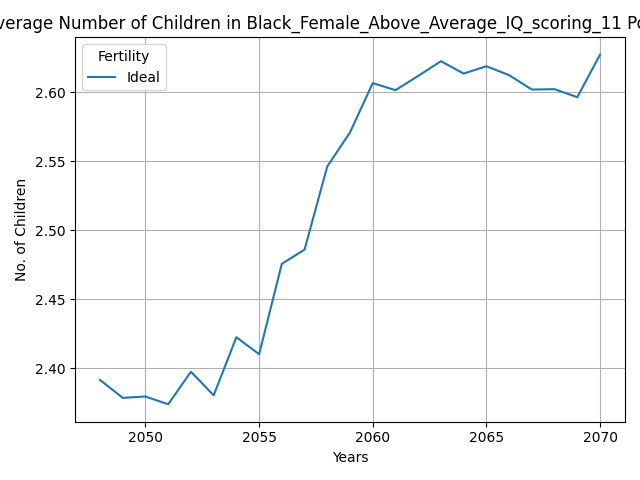 verage Number of Children in Black_Female_Above_Average_IQ_scoring_11 Po
Fertility
Ideal
2.60
2.55
2.50
2.45
2.40
No. of Children
2050 2055 2060 2065 2070
Years